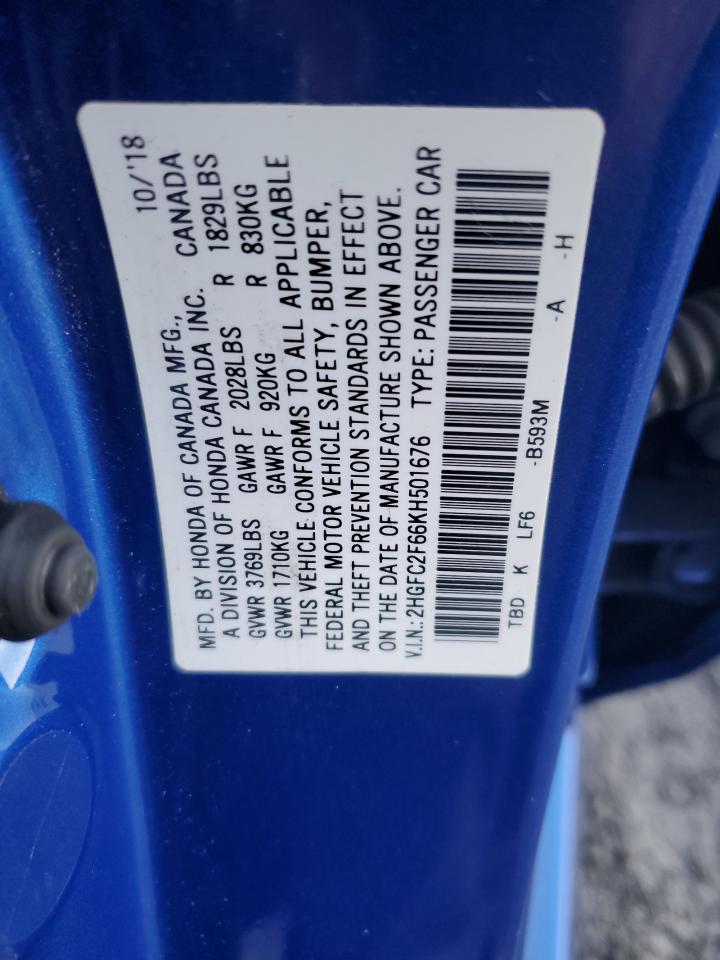 10/'18
MFD. BY HONDA OF CANADA MFG., CANADA
A DIVISION OF HONDA CANADA INC.
GVWR 3769LBS GAWR F 2028LBS R 1829LBS
GVWR 1710KG GAWR F 920KG R 830KG
THIS VEHICLE CONFORMS TO ALL APPLICABLE
FEDERAL MOTOR VEHICLE SAFETY, BUMPER,
AND THEFT PREVENTION STANDARDS IN EFFECT
ON THE DATE OF MANUFACTURE SHOWN ABOVE.
V.I.N.: 2HGFC2F66KH501676 TYPE: PASSENGER CAR
TBD K LF6 -B593M -A -H